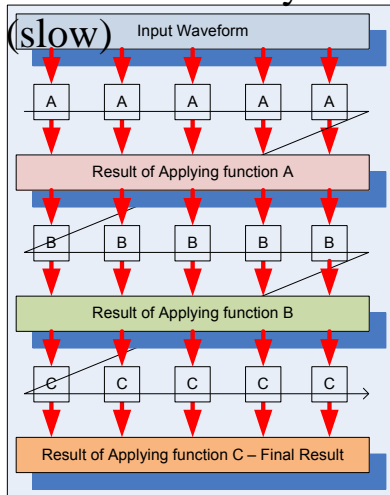 (slow)
Input Waveform
A A A A A
Result of Applying function A
B B B B B
Result of Applying function B
C C C C C
Result of Applying function C – Final Result